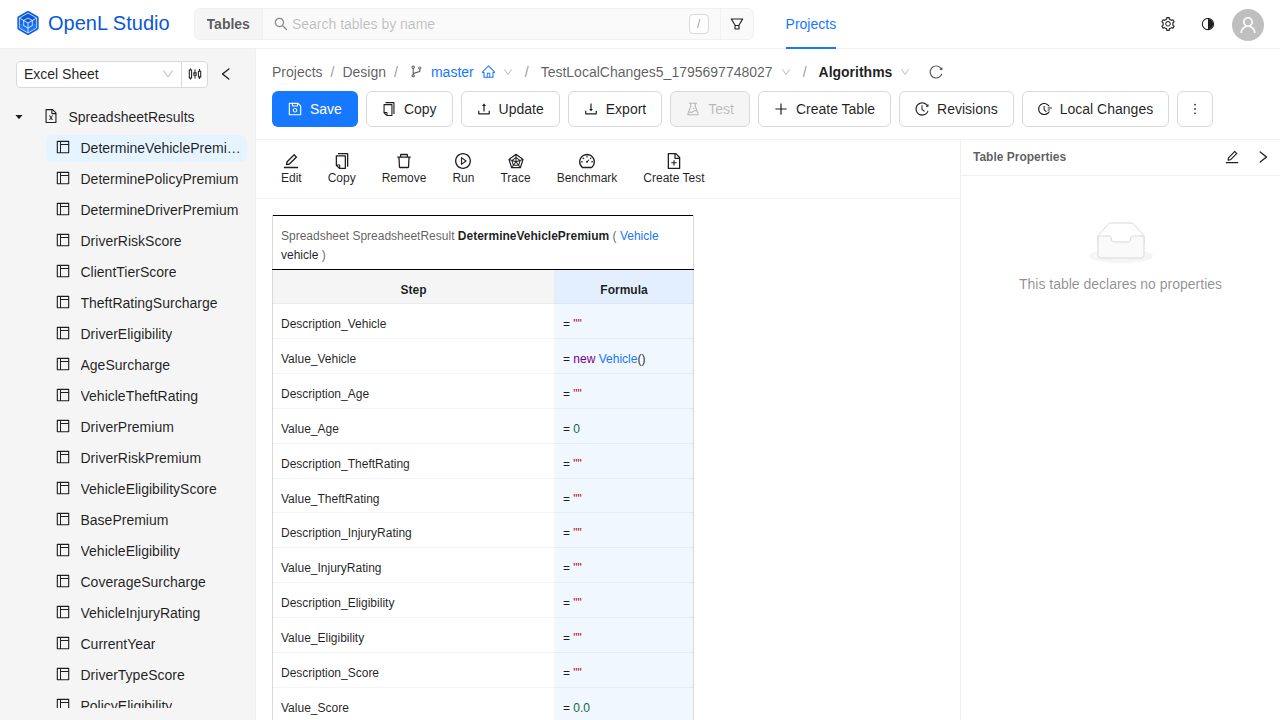 OpenL Studio
Tables
Search tables by name
/
Projects
Excel Sheet
Projects / Design / master / TestLocalChanges5_1795697748027 / Algorithms
Save
Copy
Update
Export
Test
Create Table
Revisions
Local Changes
SpreadsheetResults
DetermineVehiclePremi...
DeterminePolicyPremium
DetermineDriverPremium
DriverRiskScore
ClientTierScore
TheftRatingSurcharge
DriverEligibility
AgeSurcharge
VehicleTheftRating
DriverPremium
DriverRiskPremium
VehicleEligibilityScore
BasePremium
VehicleEligibility
CoverageSurcharge
VehicleInjuryRating
CurrentYear
DriverTypeScore
PolicyEligibility
Edit
Copy
Remove
Run
Trace
Benchmark
Create Test
Spreadsheet SpreadsheetResult DetermineVehiclePremium ( Vehicle
vehicle )
Step Formula
Description_Vehicle = ""
Value_Vehicle = new Vehicle()
Description_Age = ""
Value_Age = 0
Description_TheftRating = ""
Value_TheftRating = ""
Description_InjuryRating = ""
Value_InjuryRating = ""
Description_Eligibility = ""
Value_Eligibility = ""
Description_Score = ""
Value_Score = 0.0
Table Properties
This table declares no properties